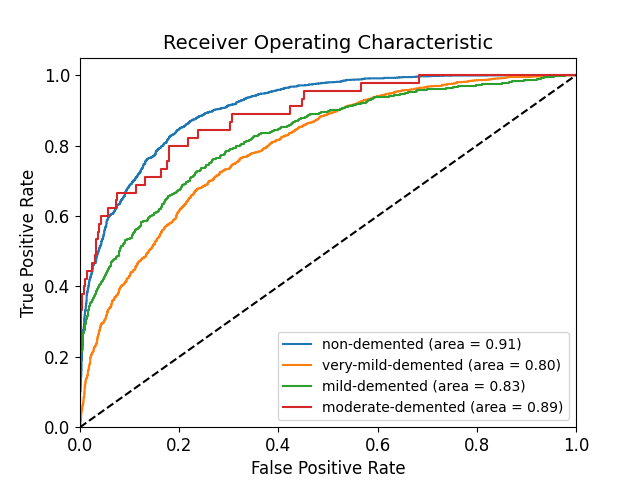 Receiver Operating Characteristic
True Positive Rate
1.0
0.8
0.6
0.4
0.2
0.0
non-demented (area = 0.91)
very-mild-demented (area = 0.80)
mild-demented (area = 0.83)
moderate-demented (area = 0.89)
0.0 0.2 0.4 0.6 0.8 1.0
False Positive Rate